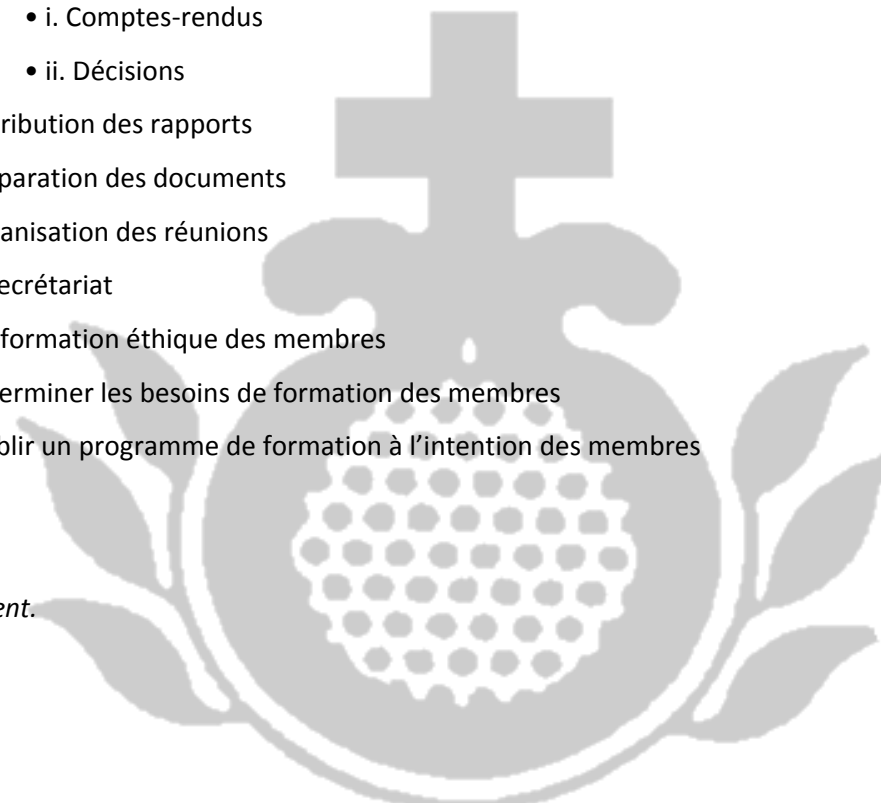 • i. Comptes-rendus
• ii. Décisions
ribution des rapports
paration des documents
anisation des réunions
ecrétariat
formation éthique des membres
erminer les besoins de formation des membres
blir un programme de formation à l’intention des membres
ent.